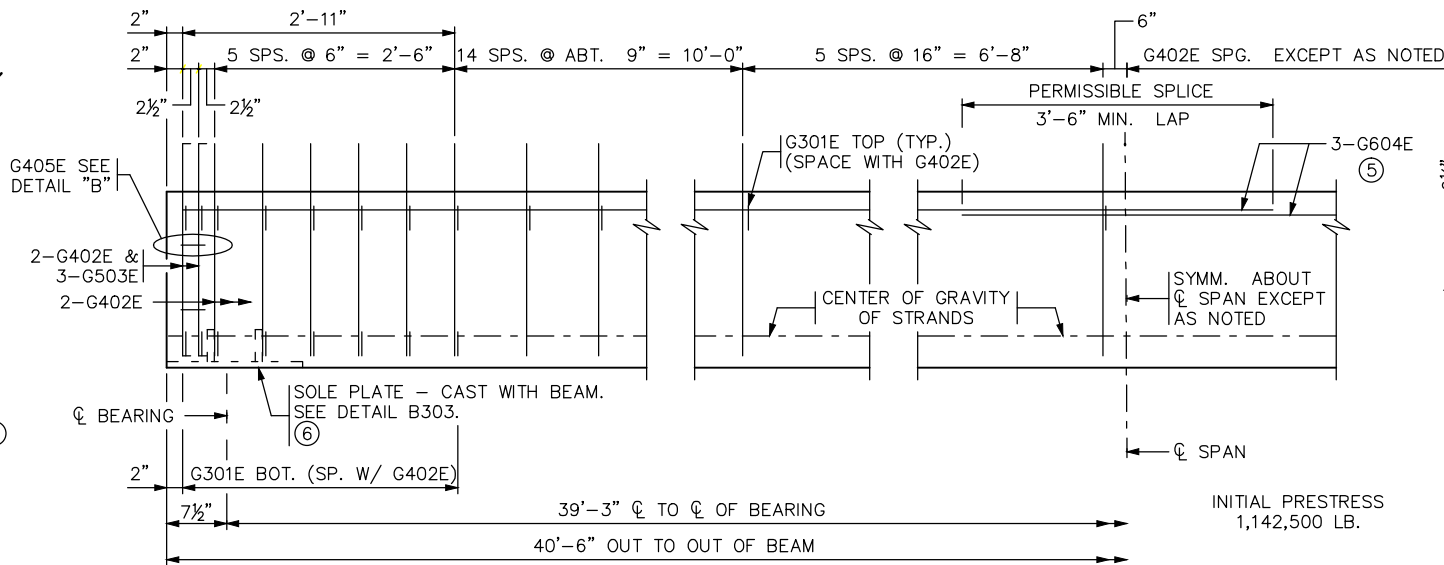 2" 2'-11" 6"
2" 5 SPS. @ 6" = 2'-6" 14 SPS. @ ABT. 9" = 10'-0" 5 SPS. @ 16" = 6'-8" G402E SPG. EXCEPT AS NOTED
2½" 2½"
PERMISSIBLE SPLICE
3'-6" MIN. LAP
G405E SEE
DETAIL "B"
G301E TOP (TYP.)
(SPACE WITH G402E)
3-G604E
5
2-G402E &
3-G503E
2-G402E
CENTER OF GRAVITY
OF STRANDS
SYMM. ABOUT
℄ SPAN EXCEPT
AS NOTED
SOLE PLATE - CAST WITH BEAM.
SEE DETAIL B303.
6
℄ BEARING
℄ SPAN
2" G301E BOT. (SP. W/ G402E)
7½" 39'-3" ℄ TO ℄ OF BEARING
40'-6" OUT TO OUT OF BEAM
INITIAL PRESTRESS
1,142,500 LB.